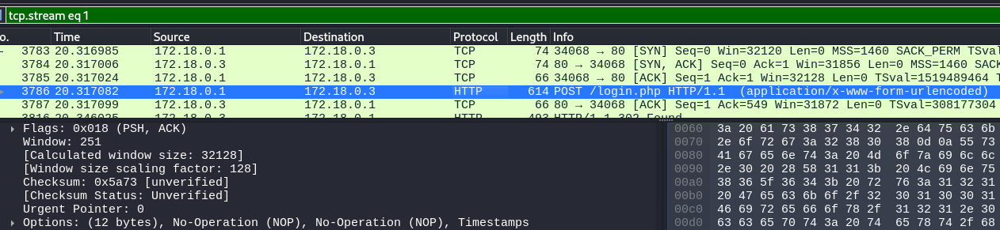 tcp.stream eq 1
o. Time Source Destination Protocol Length Info
3783 20.316985 172.18.0.1 172.18.0.3 TCP 74 34068 → 80 [SYN] Seq=0 Win=32120 Len=0 MSS=1460 SACK_PERM TSval
3784 20.317006 172.18.0.3 172.18.0.1 TCP 74 80 → 34068 [SYN, ACK] Seq=0 Ack=1 Win=31856 Len=0 MSS=1460 SACK
3785 20.317024 172.18.0.1 172.18.0.3 TCP 66 34068 → 80 [ACK] Seq=1 Ack=1 Win=32128 Len=0 TSval=1519489464 T
3786 20.317082 172.18.0.1 172.18.0.3 HTTP 614 POST /login.php HTTP/1.1 (application/x-www-form-urlencoded)
3787 20.317099 172.18.0.3 172.18.0.1 TCP 66 80 → 34068 [ACK] Seq=1 Ack=549 Win=31872 Len=0 TSval=308177304
3816 20.346025 172.18.0.3 172.18.0.1 HTTP 493 HTTP/1.1 302 Found
Flags: 0x018 (PSH, ACK)
Window: 251
[Calculated window size: 32128]
[Window size scaling factor: 128]
Checksum: 0x5a73 [unverified]
[Checksum Status: Unverified]
Urgent Pointer: 0
Options: (12 bytes), No-Operation (NOP), No-Operation (NOP), Timestamps
0060 3a 20 61 73 38 37 34 32 2e 64 75 63 6b
0070 2e 6f 72 67 3a 32 38 30 38 0d 0a 55 73
0080 41 67 65 6e 74 3a 20 4d 6f 7a 69 6c 6c
0090 2e 30 20 28 58 31 31 3b 20 4c 69 6e 75
00a0 38 36 5f 36 34 3b 20 72 76 3a 31 32 31
00b0 20 47 65 63 6b 6f 2f 32 30 31 30 30 31
00c0 46 69 72 65 66 6f 78 2f 31 32 31 2e 30
00d0 63 63 65 70 74 3a 20 74 65 78 74 2f 68